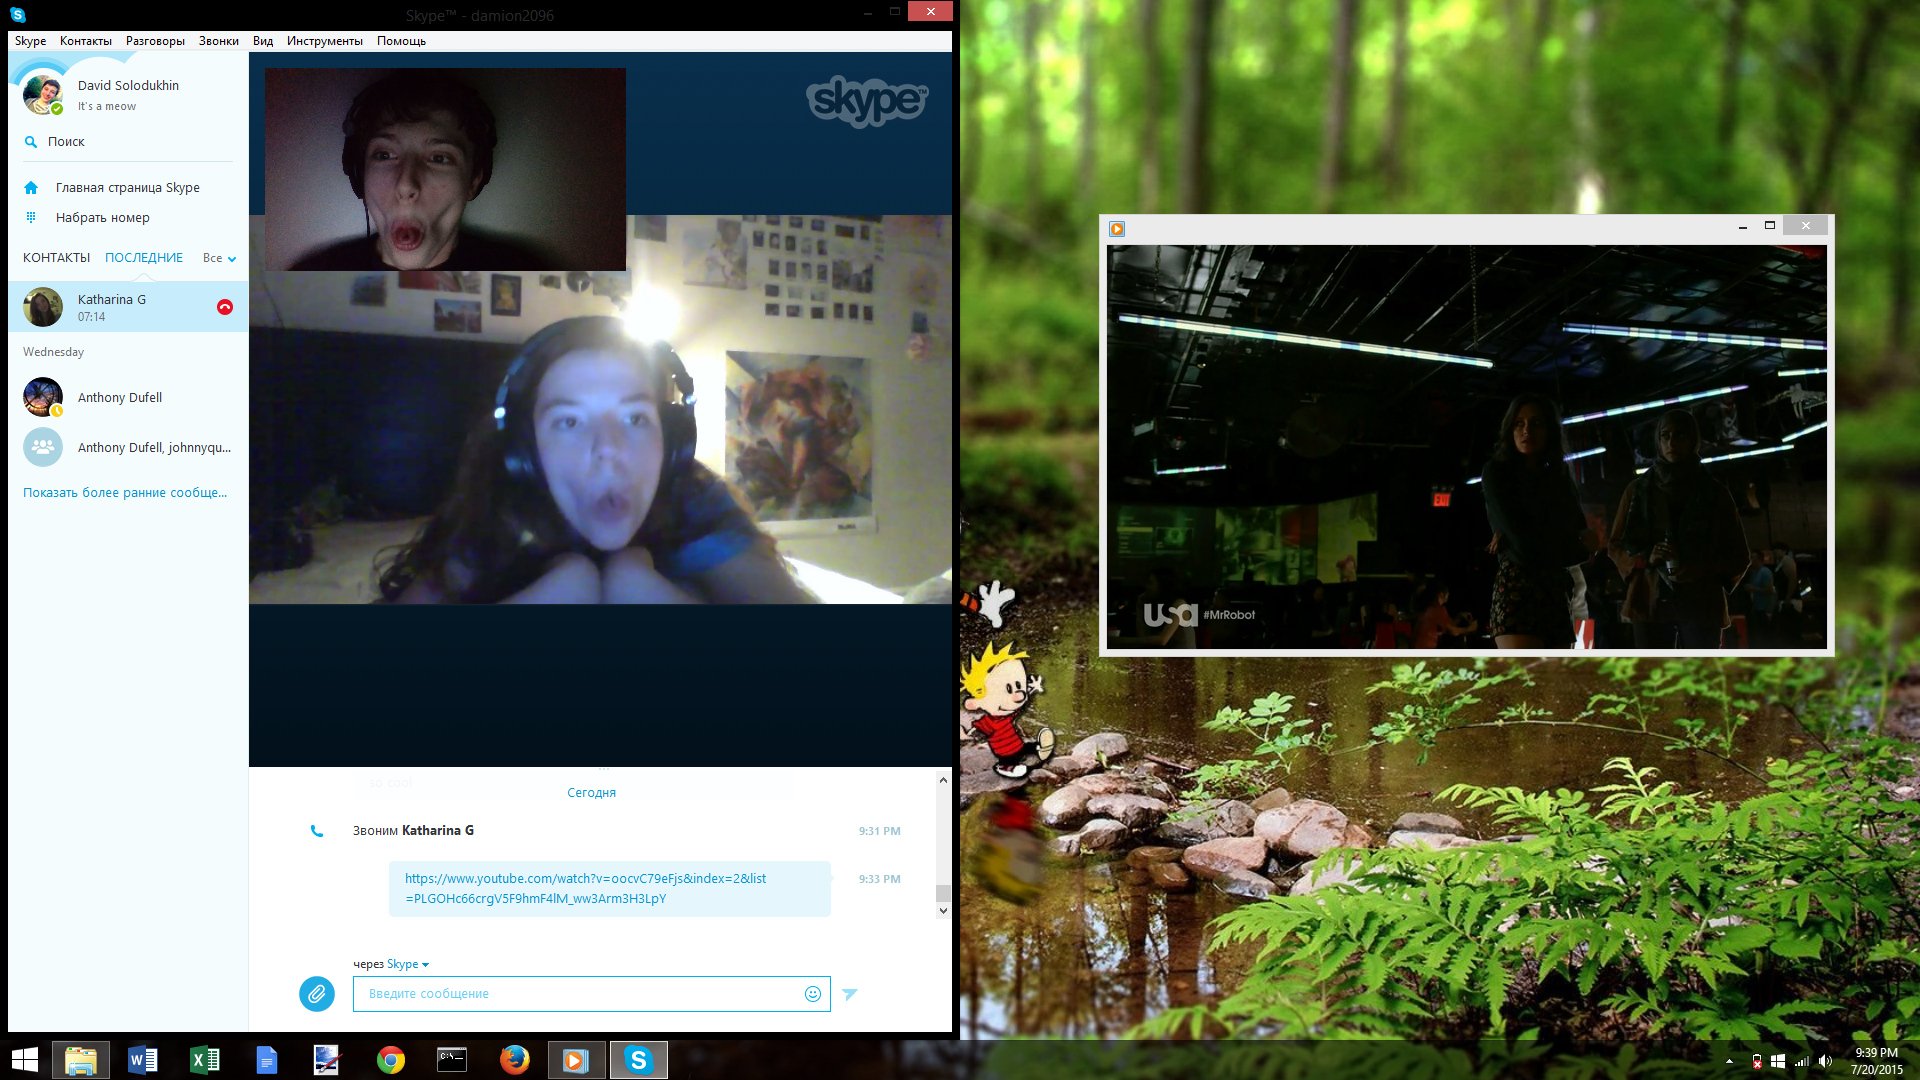 Skype™ - damion2096
Skype Контакты Разговоры Звонки Вид Инструменты Помощь
David Solodukhin
It's a meow
Поиск
Главная страница Skype
Набрать номер
КОНТАКТЫ ПОСЛЕДНИЕ Все
Katharina G
07:14
Wednesday
Anthony Dufell
Anthony Dufell, johnnyqu...
Показать более ранние сообще...
skype™
so cool
Сегодня
Звоним Katharina G 9:31 PM
https://www.youtube.com/watch?v=oocvC79eFjs&index=2&list 9:33 PM
=PLGOHc66crgV5F9hmF4lM_ww3Arm3H3LpY
через Skype
Введите сообщение
EXIT
usa #MrRobot
C:\.
9:39 PM
7/20/2015